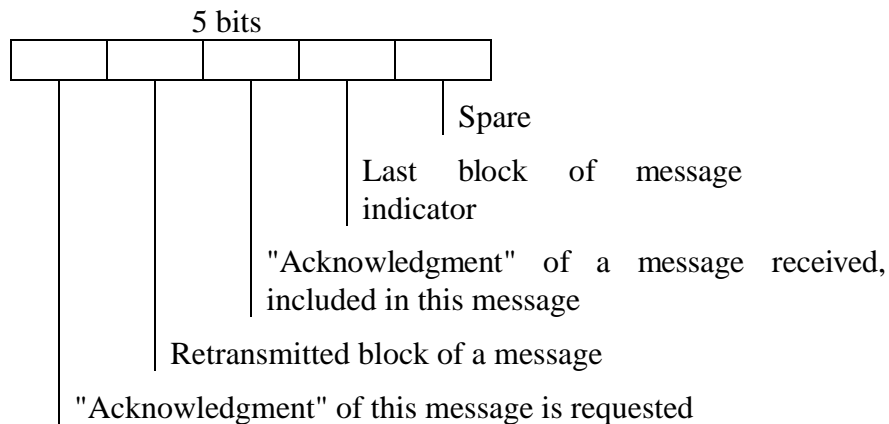 5 bits
Spare
Last block of message
indicator
"Acknowledgment" of a message received,
included in this message
Retransmitted block of a message
"Acknowledgment" of this message is requested